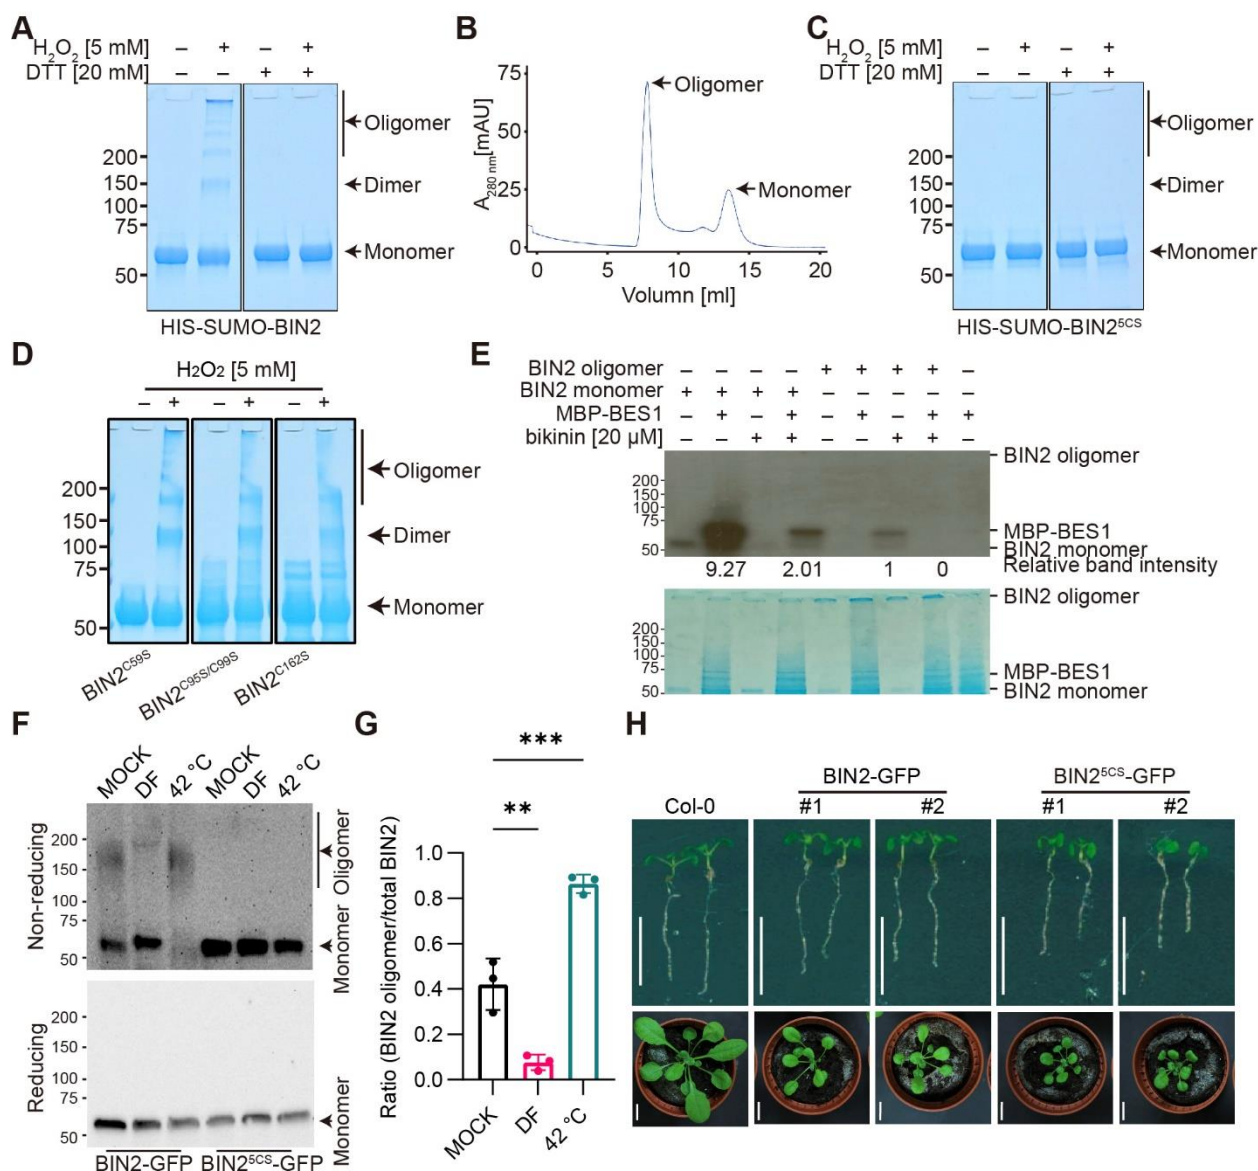 A
H₂O₂ [5 mM] – + – +
DTT [20 mM] – – + +
Oligomer
200
150
Dimer
100
75
Monomer
50
HIS-SUMO-BIN2
B
75
Oligomer
50
A280 nm[mAU]
25
Monomer
0
0 5 10 15 20
Volumn [ml]
C
H₂O₂ [5 mM] – + – +
DTT [20 mM] – – + +
Oligomer
200
150
Dimer
100
75
Monomer
50
HIS-SUMO-BIN2⁵ᶜˢ
D
H₂O₂ [5 mM]
– + – + – +
Oligomer
200
150
Dimer
100
75
Monomer
50
BIN2C59S
BIN2C95S/C99S
BIN2C162S
E
BIN2 oligomer – – – – + + + + –
BIN2 monomer + + + + – – – – –
MBP-BES1 – + – + – + – + +
bikinin [20 µM] – – + + – – + + –
BIN2 oligomer
200
150
100
75
MBP-BES1
50
BIN2 monomer
9.27 2.01 1 0 Relative band intensity
BIN2 oligomer
200
150
100
75
MBP-BES1
50
BIN2 monomer
F
MOCK DF 42 °C MOCK DF 42 °C
Non-reducing
200
150
100
75
50
Oligomer
Monomer
Reducing
200
150
100
75
50
Monomer
BIN2-GFP BIN2⁵ᶜˢ-GFP
G
***
**
Ratio (BIN2 oligomer/total BIN2)
1.0
0.8
0.6
0.4
0.2
0.0
MOCK DF 42 °C
H
BIN2-GFP BIN2⁵ᶜˢ-GFP
Col-0 #1 #2 #1 #2